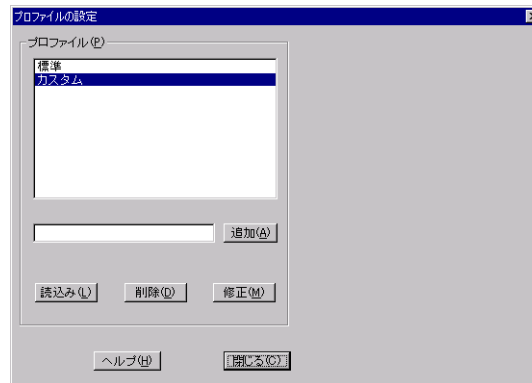 プロファイルの設定
プロファイル(P)
標準
カスタム
追加(A)
読込み(L)
削除(D)
修正(M)
ヘルプ(H)
閉じる(C)